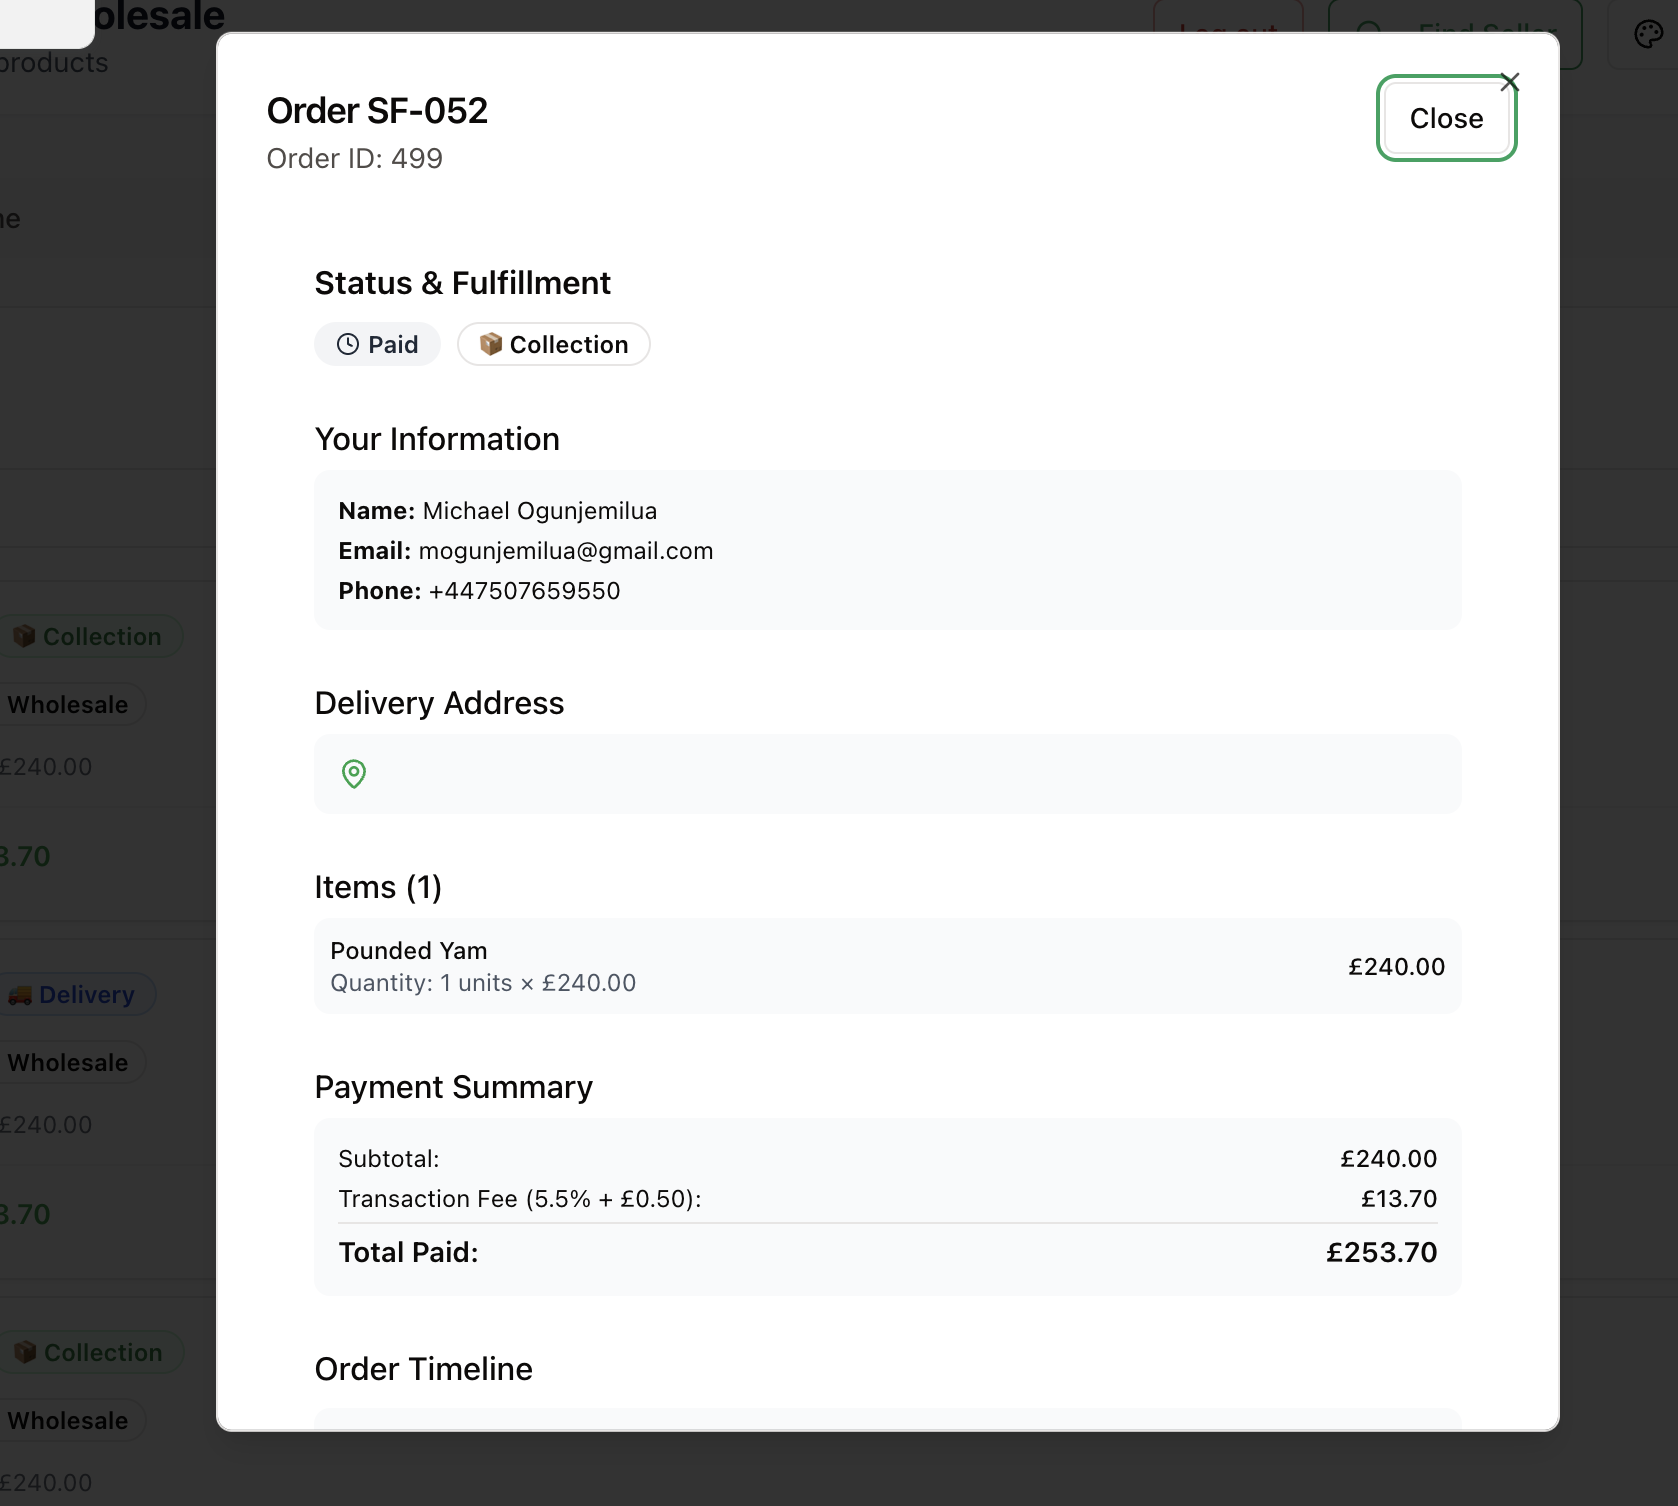 olesale
products
Log out
Find Seller
Order SF-052
Close
Order ID: 499
ne
Status & Fulfillment
Paid
📦 Collection
Your Information
Name: Michael Ogunjemilua
Email: mogunjemilua@gmail.com
Phone: +447507659550
Delivery Address
Items (1)
Pounded Yam
Quantity: 1 units × £240.00
£240.00
Payment Summary
Subtotal:
£240.00
Transaction Fee (5.5% + £0.50):
£13.70
Total Paid:
£253.70
Order Timeline
📦 Collection
Wholesale
£240.00
3.70
🚚 Delivery
Wholesale
£240.00
3.70
📦 Collection
Wholesale
£240.00